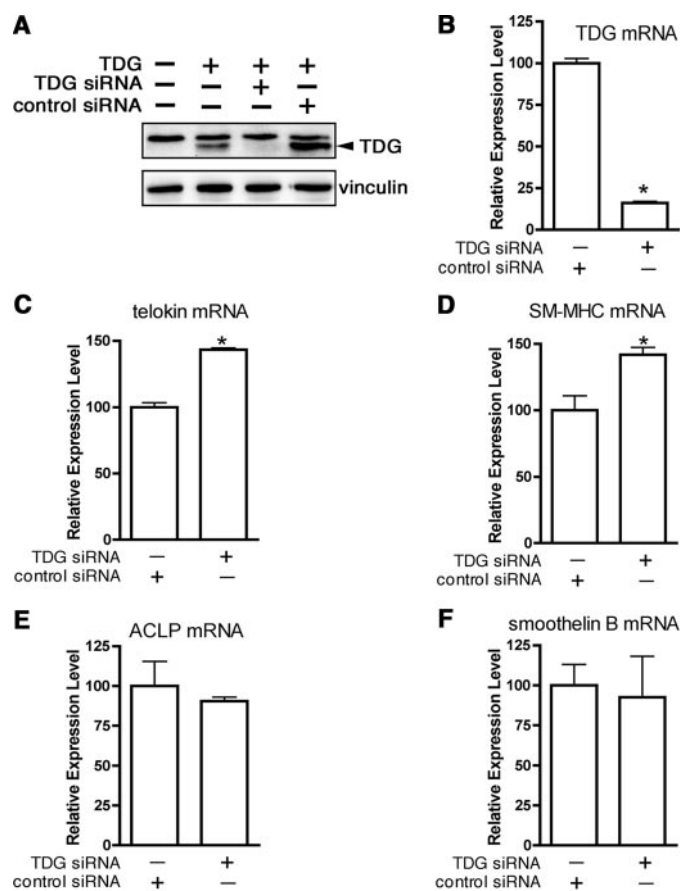 A
TDG − + + +
TDG siRNA − − + −
control siRNA − − − +
TDG
vinculin
B
TDG mRNA
Relative Expression Level
125
100
75
50
25
0
*
TDG siRNA − +
control siRNA + −
C
telokin mRNA
Relative Expression Level
150
100
50
0
*
TDG siRNA − +
control siRNA + −
D
SM-MHC mRNA
Relative Expression Level
150
100
50
0
*
TDG siRNA − +
control siRNA + −
E
ACLP mRNA
Relative Expression Level
125
100
75
50
25
0
TDG siRNA − +
control siRNA + −
F
smoothelin B mRNA
Relative Expression Level
125
100
75
50
25
0
TDG siRNA − +
control siRNA + −